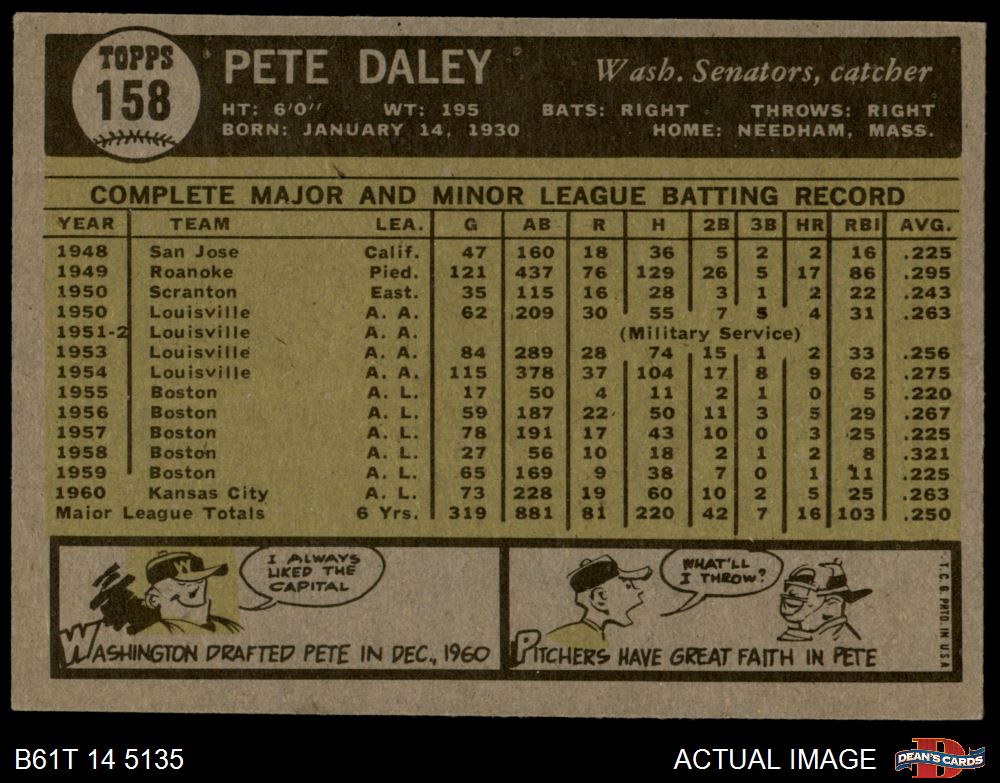 TOPPS
158
PETE DALEY
Wash. Senators, catcher
HT: 6'0'' WT: 195 BATS: RIGHT THROWS: RIGHT
BORN: JANUARY 14, 1930 HOME: NEEDHAM, MASS.
COMPLETE MAJOR AND MINOR LEAGUE BATTING RECORD
YEAR TEAM LEA. G AB R H 2B 3B HR RBI AVG.
1948 San Jose Calif. 47 160 18 36 5 2 2 16 .225
1949 Roanoke Pied. 121 437 76 129 26 5 17 86 .295
1950 Scranton East. 35 115 16 28 3 1 2 22 .243
1950 Louisville A. A. 62 209 30 55 7 5 4 31 .263
1951-2 Louisville A. A. (Military Service)
1953 Louisville A. A. 84 289 28 74 15 1 2 33 .256
1954 Louisville A. A. 115 378 37 104 17 8 9 62 .275
1955 Boston A. L. 17 50 4 11 2 1 0 5 .220
1956 Boston A. L. 59 187 22 50 11 3 5 29 .267
1957 Boston A. L. 78 191 17 43 10 0 3 25 .225
1958 Boston A. L. 27 56 10 18 2 1 2 8 .321
1959 Boston A. L. 65 169 9 38 7 0 1 11 .225
1960 Kansas City A. L. 73 228 19 60 10 2 5 25 .263
Major League Totals 6 Yrs. 319 881 81 220 42 7 16 103 .250
W
I ALWAYS
LIKED THE
CAPITAL
WASHINGTON DRAFTED PETE IN DEC., 1960
WHAT'LL
I THROW?
PITCHERS HAVE GREAT FAITH IN PETE
T.C.G. PRTD. IN U.S.A.
B61T 14 5135
ACTUAL IMAGE
D
DEAN'S CARDS